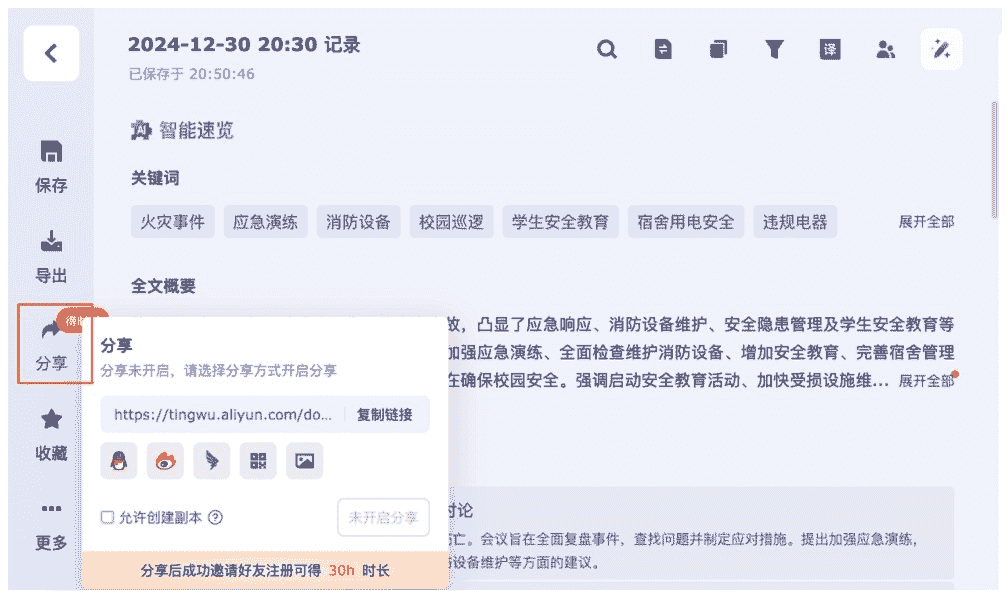 2024-12-30 20:30 记录
已保存于 20:50:46
译
智能速览
保存
关键词
火灾事件 应急演练 消防设备 校园巡逻 学生安全教育 宿舍用电安全 违规电器 展开全部
导出
全文概要
分享
故，凸显了应急响应、消防设备维护、安全隐患管理及学生安全教育等
加强应急演练、全面检查维护消防设备、增加安全教育、完善宿舍管理
在确保校园安全。强调启动安全教育活动、加快受损设施维... 展开全部
分享
分享未开启，请选择分享方式开启分享
https://tingwu.aliyun.com/do... 复制链接
收藏
允许创建副本
未开启分享
更多
讨论
亡。会议旨在全面复盘事件，查找问题并制定应对措施。提出加强应急演练，
设备维护等方面的建议。
分享后成功邀请好友注册可得 30h 时长